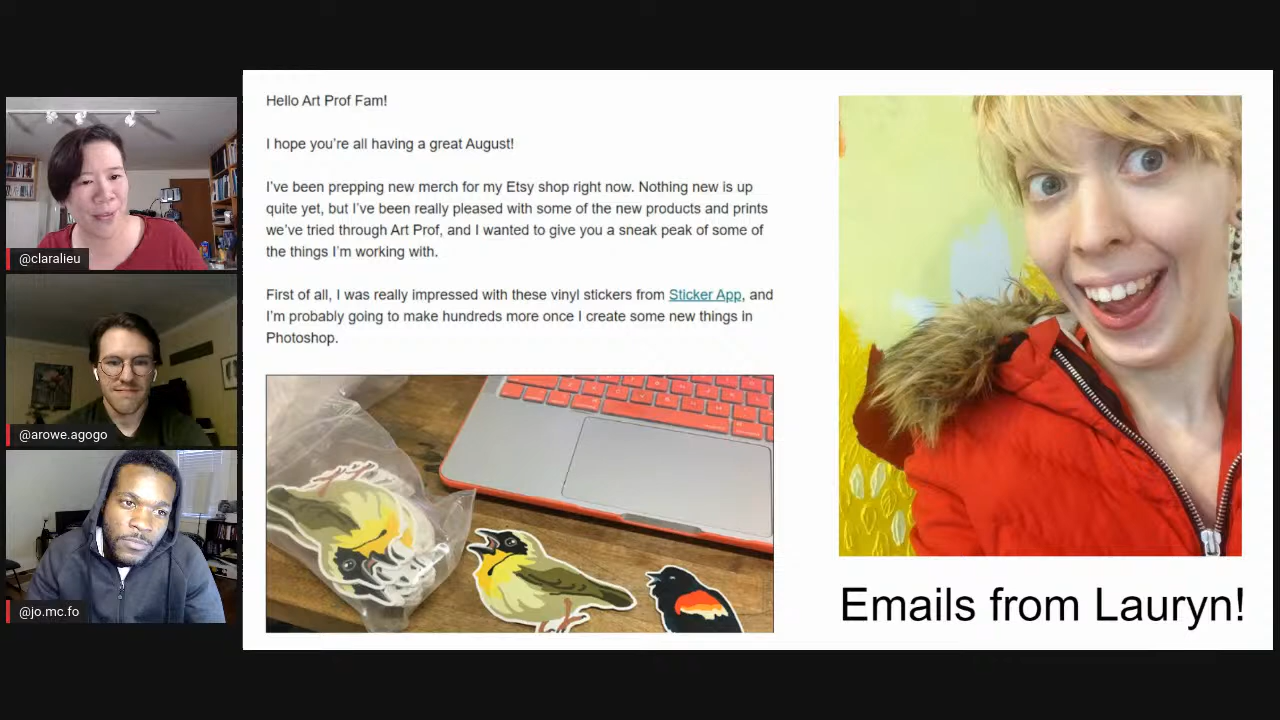 Hello Art Prof Fam!
I hope you're all having a great August!
I've been prepping new merch for my Etsy shop right now. Nothing new is up
quite yet, but I've been really pleased with some of the new products and prints
we've tried through Art Prof, and I wanted to give you a sneak peak of some of
the things I'm working with.
First of all, I was really impressed with these vinyl stickers from Sticker App, and
I'm probably going to make hundreds more once I create some new things in
Photoshop.
@claralieu
@arowe.agogo
@jo.mc.fo
Emails from Lauryn!